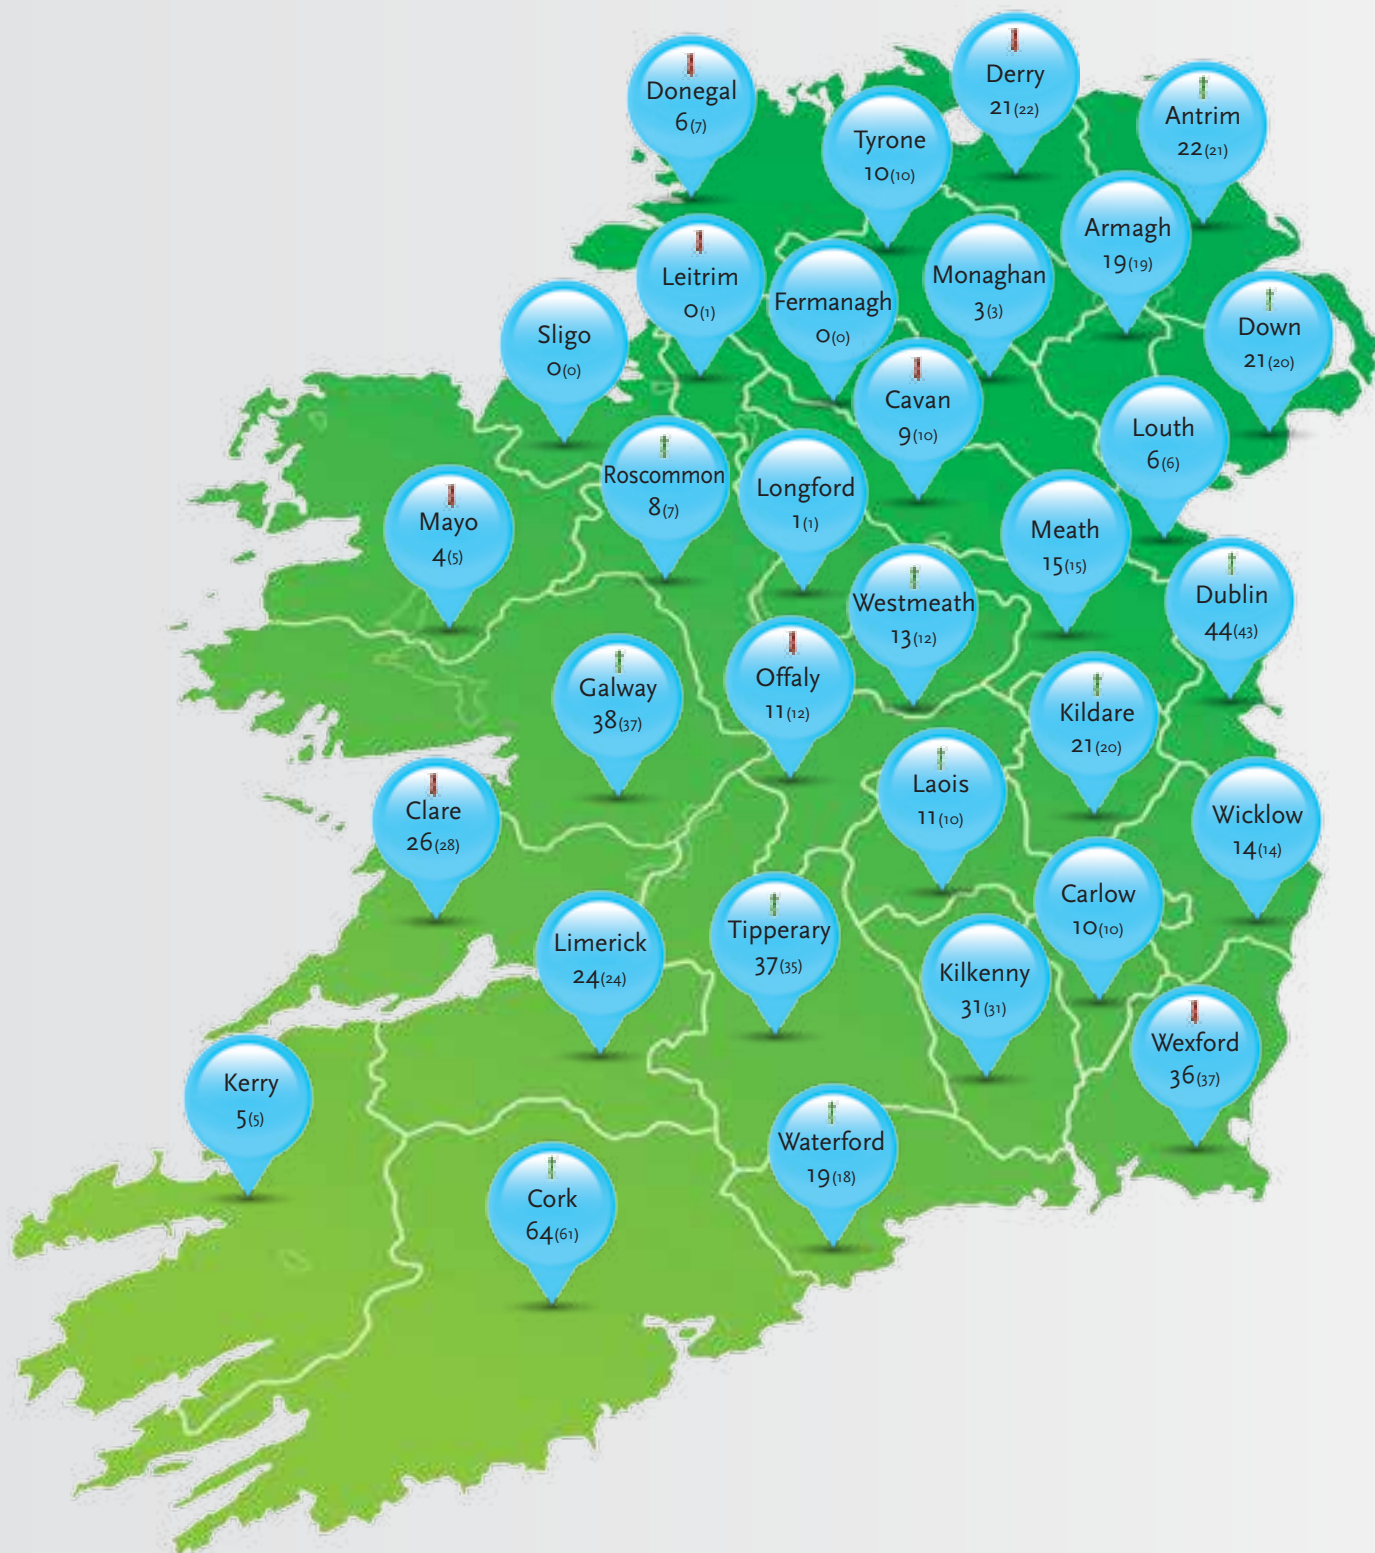 Donegal
6(7)
Derry
21(22)
Antrim
22(21)
Tyrone
10(10)
Armagh
19(19)
Leitrim
0(1)
Fermanagh
0(0)
Monaghan
3(3)
Down
21(20)
Sligo
0(0)
Cavan
9(10)
Louth
6(6)
Roscommon
8(7)
Longford
1(1)
Mayo
4(5)
Meath
15(15)
Westmeath
13(12)
Dublin
44(43)
Galway
38(37)
Offaly
11(12)
Kildare
21(20)
Laois
11(10)
Clare
26(28)
Wicklow
14(14)
Carlow
10(10)
Limerick
24(24)
Tipperary
37(35)
Kilkenny
31(31)
Wexford
36(37)
Kerry
5(5)
Waterford
19(18)
Cork
64(61)